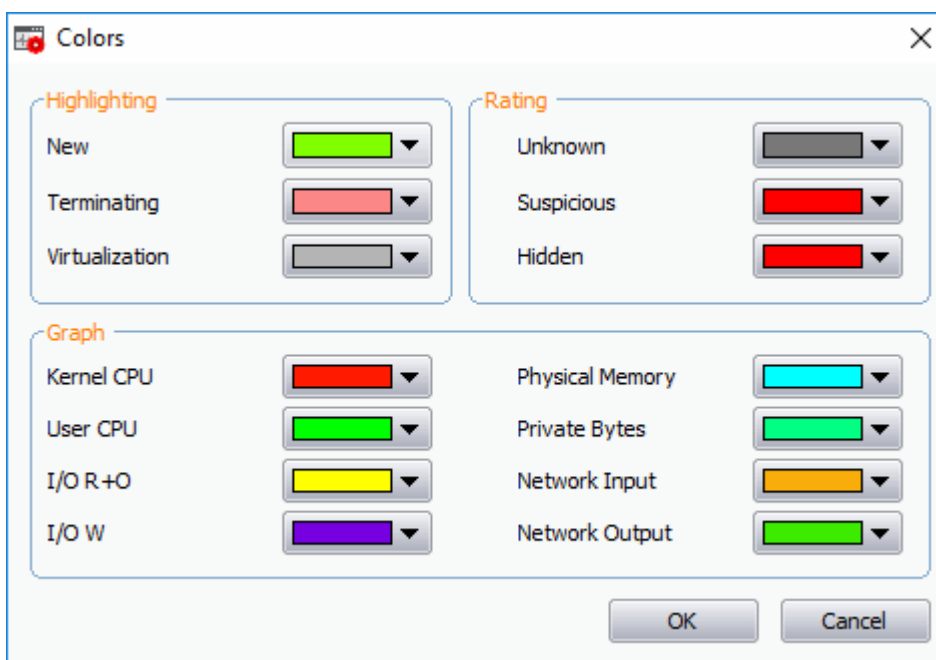 Colors
Highlighting
New
Terminating
Virtualization
Rating
Unknown
Suspicious
Hidden
Graph
Kernel CPU
User CPU
I/O R+O
I/O W
Physical Memory
Private Bytes
Network Input
Network Output
OK
Cancel